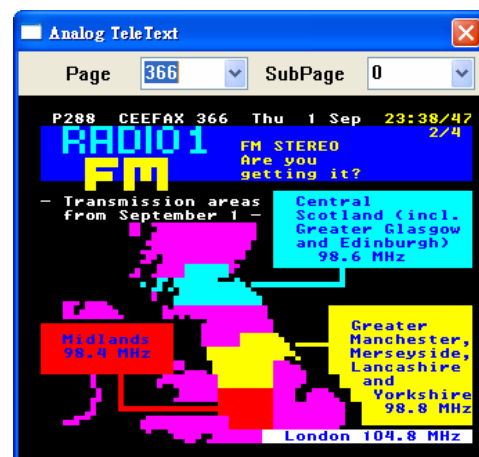 Analog TeleText
Page 366 SubPage 0
P288 CEEFAX 366 Thu 1 Sep 23:38/47
2/4
RADIO 1
FM
FM STEREO
Are you
getting it?
- Transmission areas
from September 1 -
Central
Scotland (incl.
Greater Glasgow
and Edinburgh)
98.6 MHz
Midlands
98.4 MHz
Greater
Manchester,
Merseyside,
Lancashire
and
Yorkshire
98.8 MHz
London 104.8 MHz